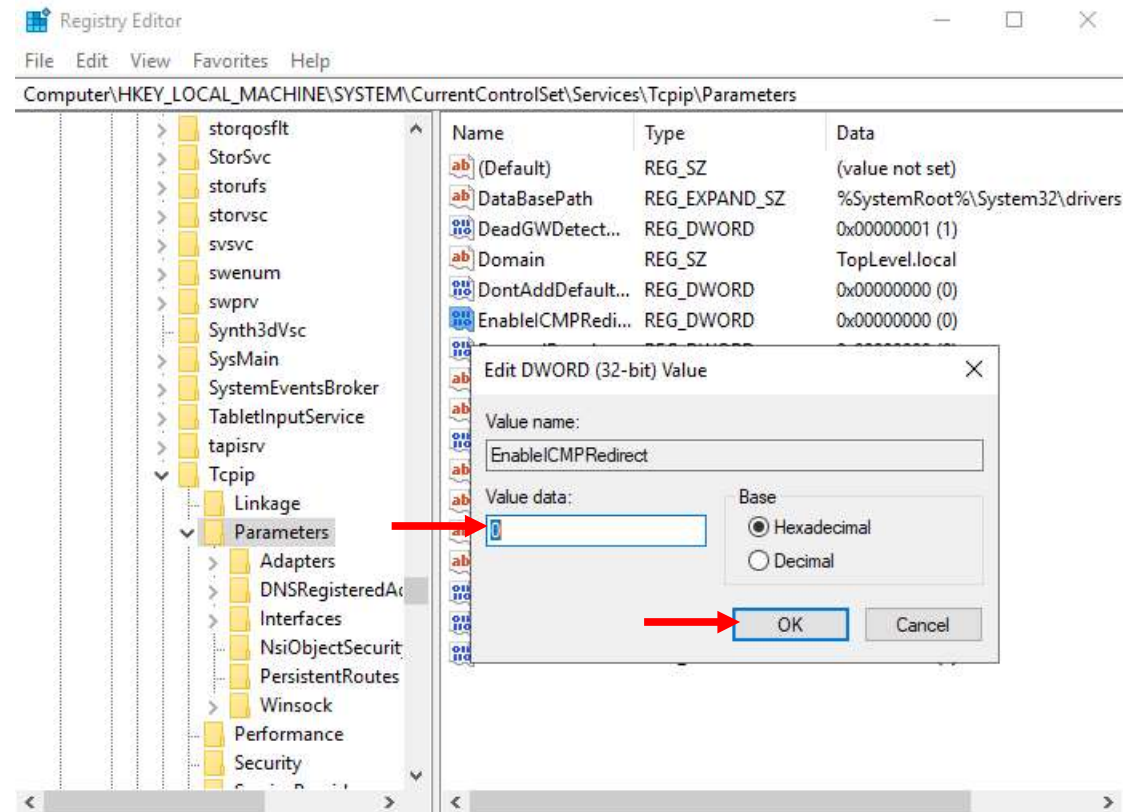 Registry Editor
File Edit View Favorites Help
Computer\HKEY_LOCAL_MACHINE\SYSTEM\CurrentControlSet\Services\Tcpip\Parameters
storqosflt
StorSvc
storufs
storvsc
svsvc
swenum
swprv
Synth3dVsc
SysMain
SystemEventsBroker
TabletInputService
tapisrv
Tcpip
Linkage
Parameters
Adapters
DNSRegisteredAc
Interfaces
NsiObjectSecurit
PersistentRoutes
Winsock
Performance
Security
Name Type Data
(Default) REG_SZ (value not set)
DataBasePath REG_EXPAND_SZ %SystemRoot%\System32\drivers
DeadGWDetect... REG_DWORD 0x00000001 (1)
Domain REG_SZ TopLevel.local
DontAddDefault... REG_DWORD 0x00000000 (0)
EnableICMPRedi... REG_DWORD 0x00000000 (0)
Edit DWORD (32-bit) Value
Value name:
EnableICMPRedirect
Value data:
0
Base
Hexadecimal
Decimal
OK Cancel